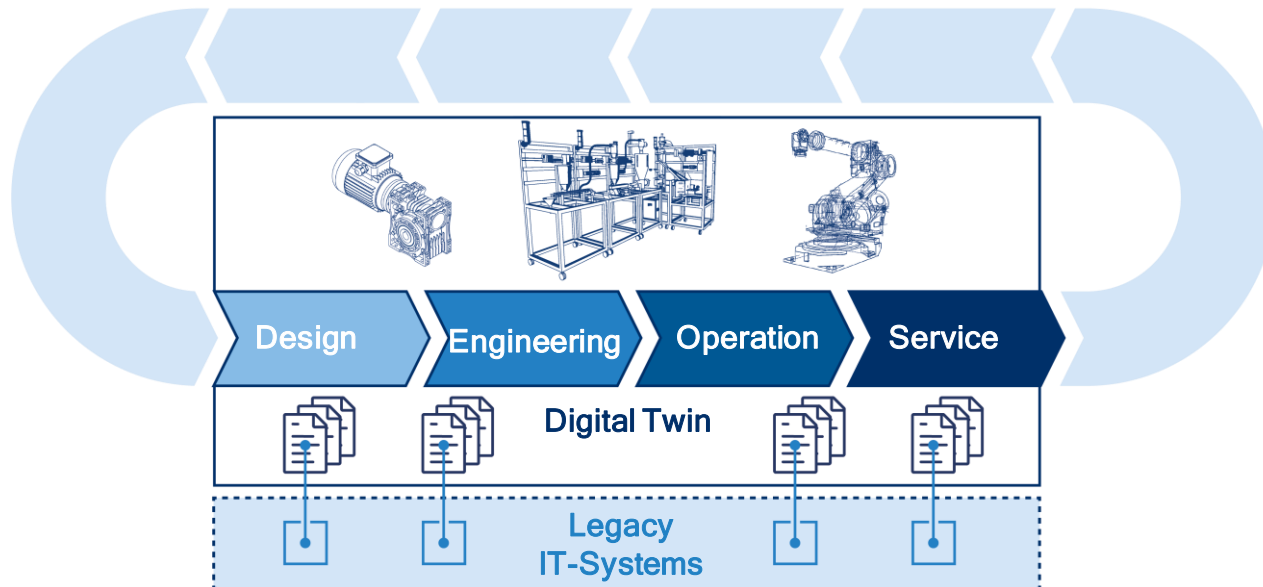 Design
Engineering
Operation
Service
Digital Twin
Legacy
IT-Systems